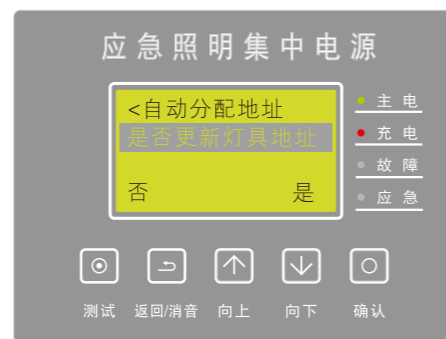 应急照明集中电源
<自动分配地址
是否更新灯具地址
否 是
主电
充电
故障
应急
测试 返回/消音 向上 向下 确认